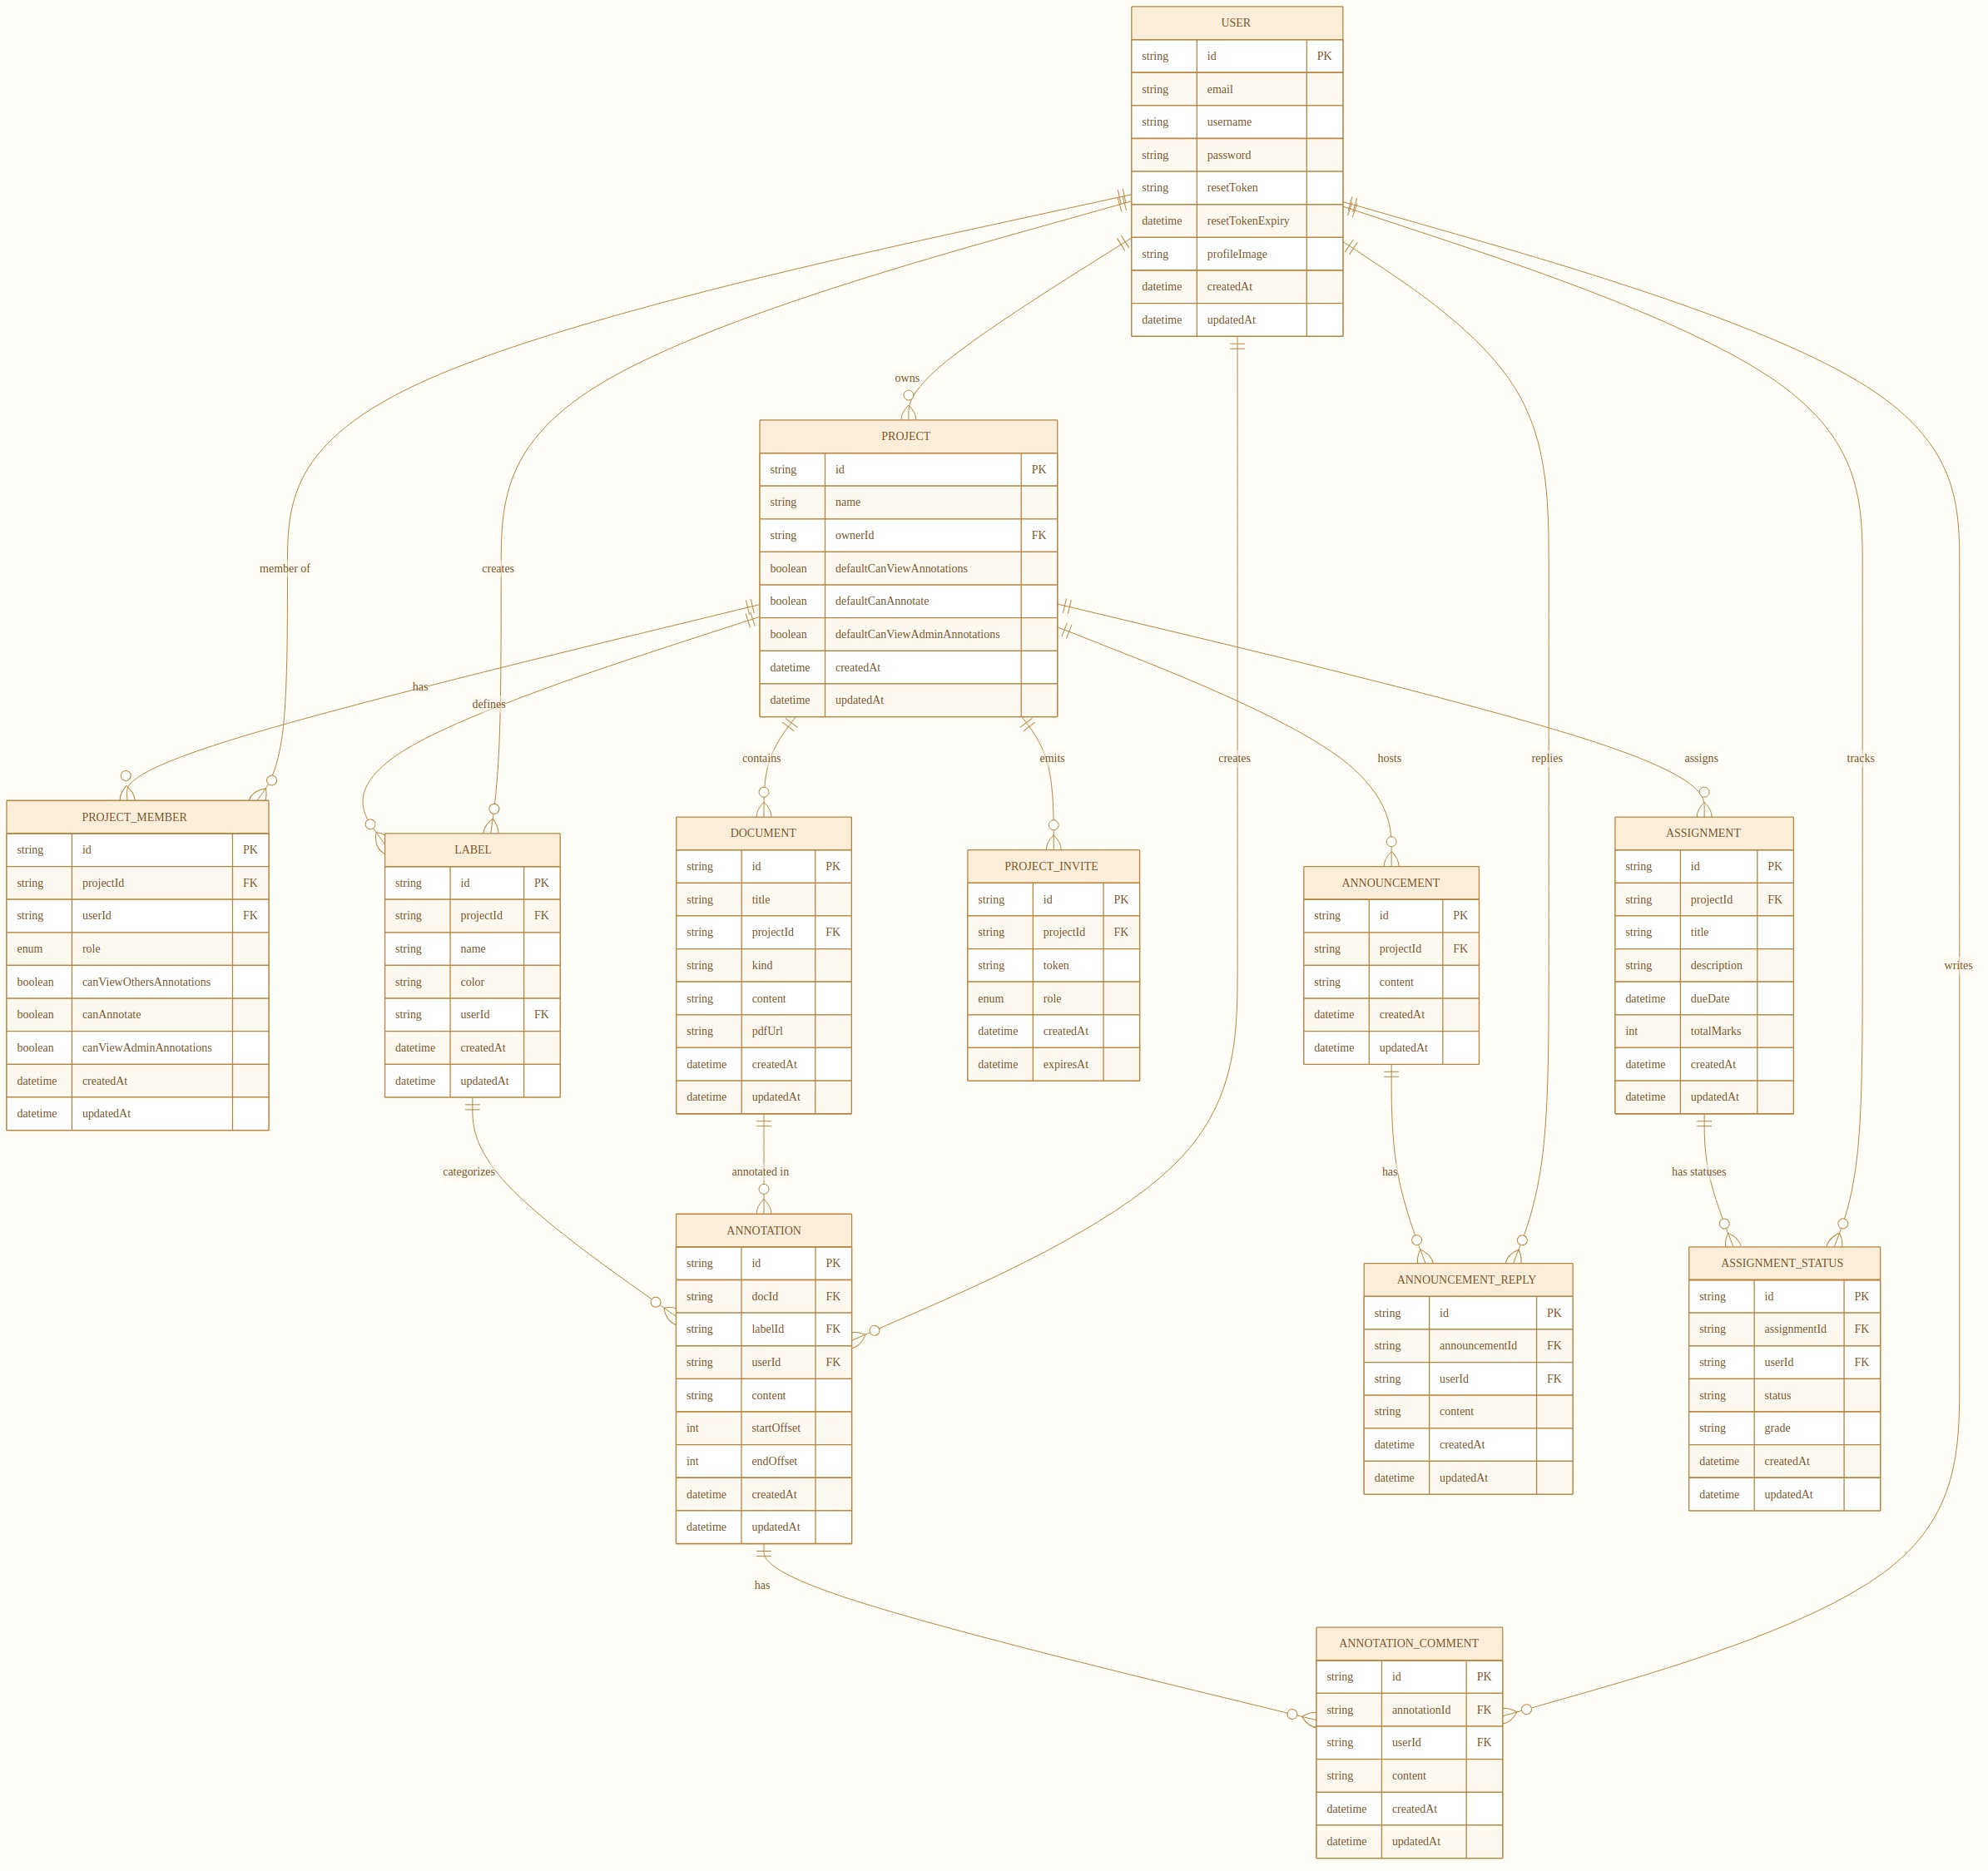 USER
string id PK
string email
string username
string password
string resetToken
datetime resetTokenExpiry
string profileImage
datetime createdAt
datetime updatedAt
owns
PROJECT
string id PK
string name
string ownerId FK
boolean defaultCanViewAnnotations
boolean defaultCanAnnotate
boolean defaultCanViewAdminAnnotations
datetime createdAt
datetime updatedAt
member of
creates
has
defines
contains
emits
creates
hosts
replies
assigns
tracks
PROJECT_MEMBER
string id PK
string projectId FK
string userId FK
enum role
boolean canViewOthersAnnotations
boolean canAnnotate
boolean canViewAdminAnnotations
datetime createdAt
datetime updatedAt
LABEL
string id PK
string projectId FK
string name
string color
string userId FK
datetime createdAt
datetime updatedAt
DOCUMENT
string id PK
string title
string projectId FK
string kind
string content
string pdfUrl
datetime createdAt
datetime updatedAt
PROJECT_INVITE
string id PK
string projectId FK
string token
enum role
datetime createdAt
datetime expiresAt
ANNOUNCEMENT
string id PK
string projectId FK
string content
datetime createdAt
datetime updatedAt
ASSIGNMENT
string id PK
string projectId FK
string title
string description
datetime dueDate
int totalMarks
datetime createdAt
datetime updatedAt
writes
categorizes
annotated in
has
has statuses
ANNOTATION
string id PK
string docId FK
string labelId FK
string userId FK
string content
int startOffset
int endOffset
datetime createdAt
datetime updatedAt
ANNOUNCEMENT_REPLY
string id PK
string announcementId FK
string userId FK
string content
datetime createdAt
datetime updatedAt
ASSIGNMENT_STATUS
string id PK
string assignmentId FK
string userId FK
string status
string grade
datetime createdAt
datetime updatedAt
has
ANNOTATION_COMMENT
string id PK
string annotationId FK
string userId FK
string content
datetime createdAt
datetime updatedAt